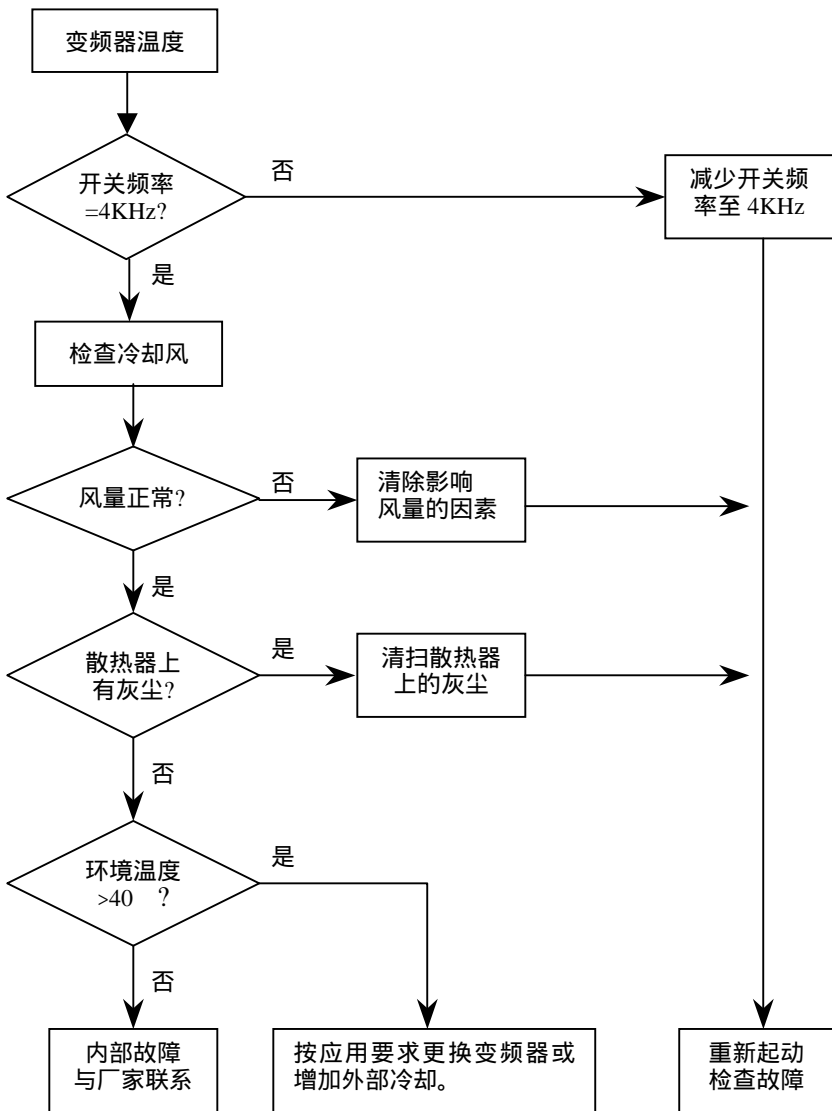 变频器温度
开关频率
=4KHz?
否
减少开关频
率至 4KHz
是
检查冷却风
风量正常?
否
清除影响
风量的因素
是
散热器上
有灰尘?
是
清扫散热器
上的灰尘
否
环境温度
>40 ?
是
否
内部故障
与厂家联系
按应用要求更换变频器或
增加外部冷却。
重新起动
检查故障